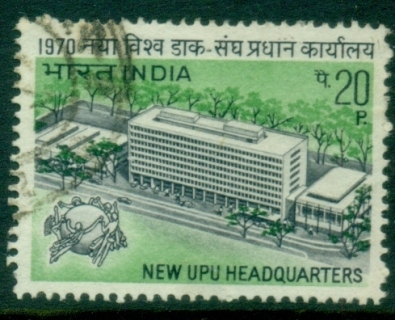 1970 नया विश्व डाक-संघ प्रधान कार्यालय
भारत INDIA
पै. 20 P.
NEW UPU HEADQUARTERS